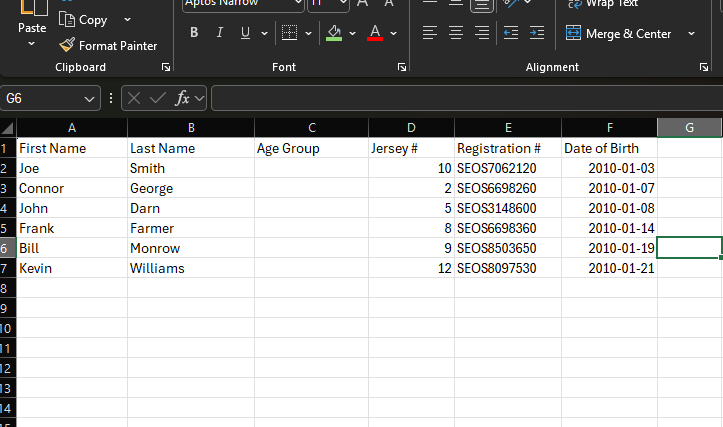 Aptos Narrow 11 A A Wrap Text
Paste Copy
Format Painter B I U A Merge & Center
Clipboard Font Alignment
G6 fx
A B C D E F G
1 First Name Last Name Age Group Jersey # Registration # Date of Birth
2 Joe Smith 10 SEOS7062120 2010-01-03
3 Connor George 2 SEOS6698260 2010-01-07
4 John Darn 5 SEOS3148600 2010-01-08
5 Frank Farmer 8 SEOS6698360 2010-01-14
6 Bill Monrow 9 SEOS8503650 2010-01-19
7 Kevin Williams 12 SEOS8097530 2010-01-21
8
9
10
11
12
13
14